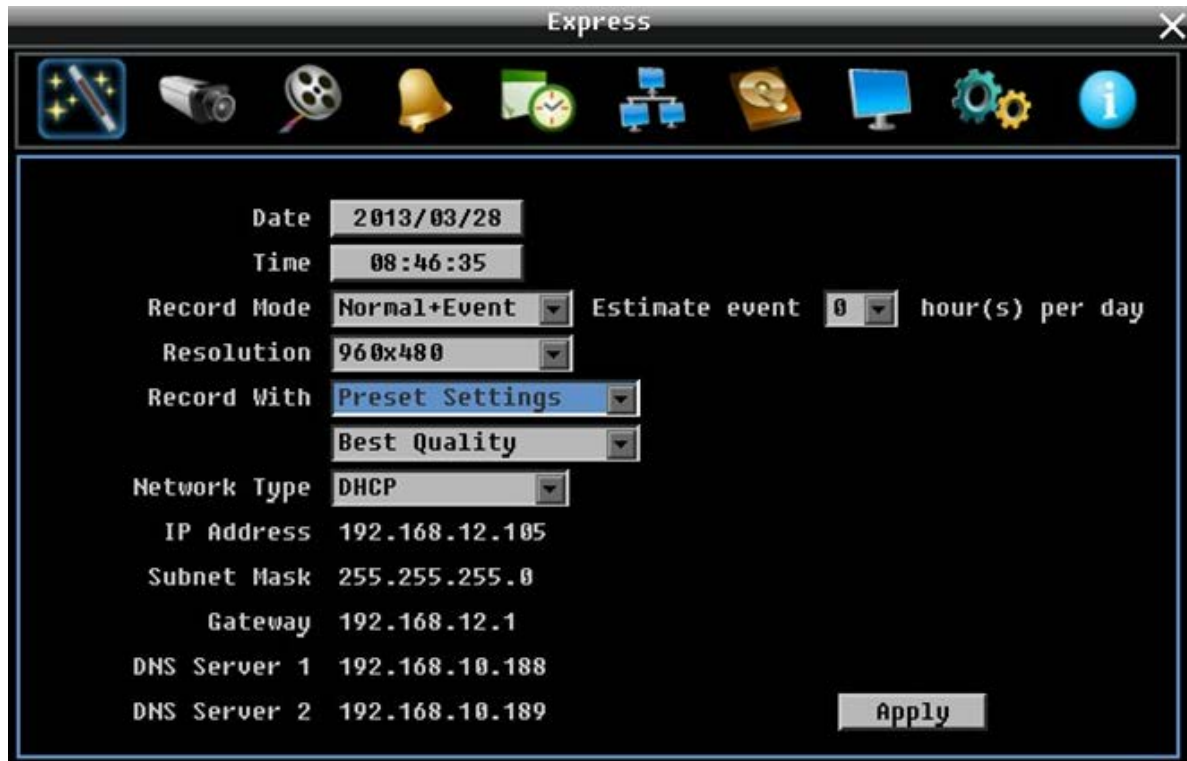 Express
Date 2013/03/28
Time 08:46:35
Record Mode Normal+Event Estimate event 0 hour(s) per day
Resolution 960x480
Record With Preset Settings
Best Quality
Network Type DHCP
IP Address 192.168.12.105
Subnet Mask 255.255.255.0
Gateway 192.168.12.1
DNS Server 1 192.168.10.188
DNS Server 2 192.168.10.189
Apply